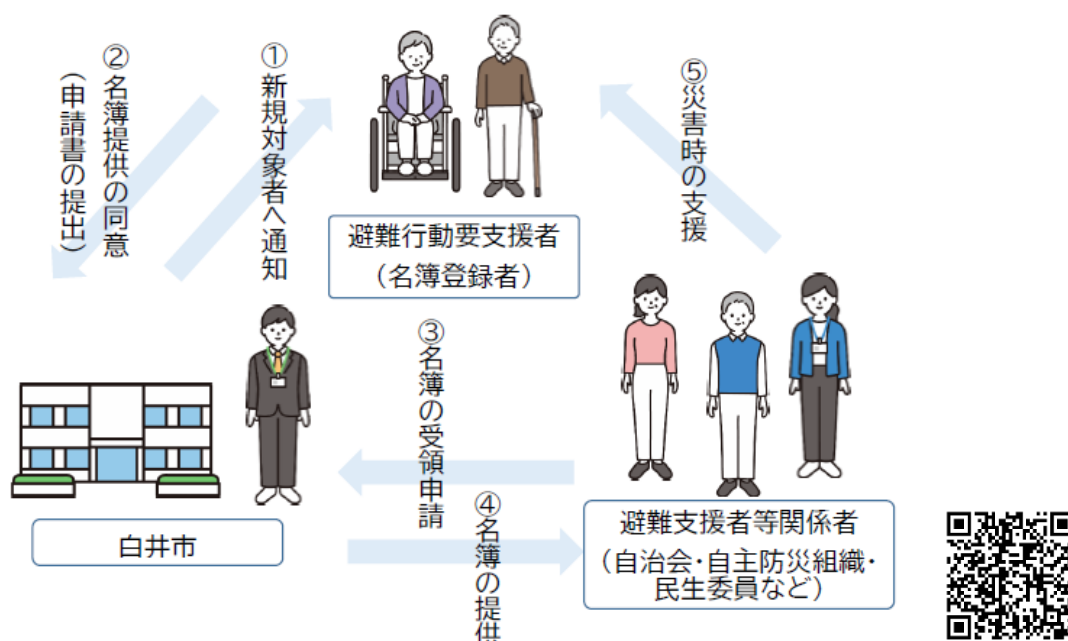 ①新規対象者へ通知
②名簿提供の同意
(申請書の提出)
避難行動要支援者
(名簿登録者)
⑤災害時の支援
③名簿の受領申請
④名簿の提供
白井市
避難支援者等関係者
(自治会・自主防災組織・
民生委員など)